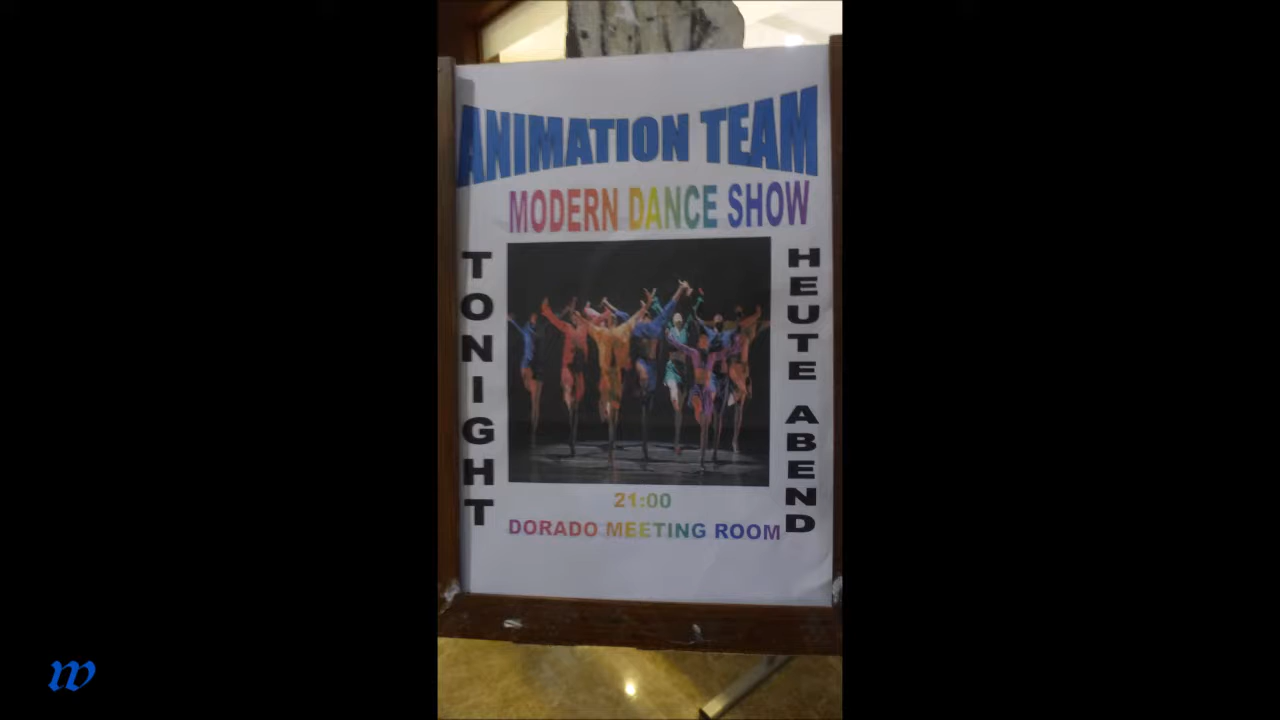 ANIMATION TEAM
MODERN DANCE SHOW
TONIGHT
HEUTE ABEND
21:00
DORADO MEETING ROOM
w